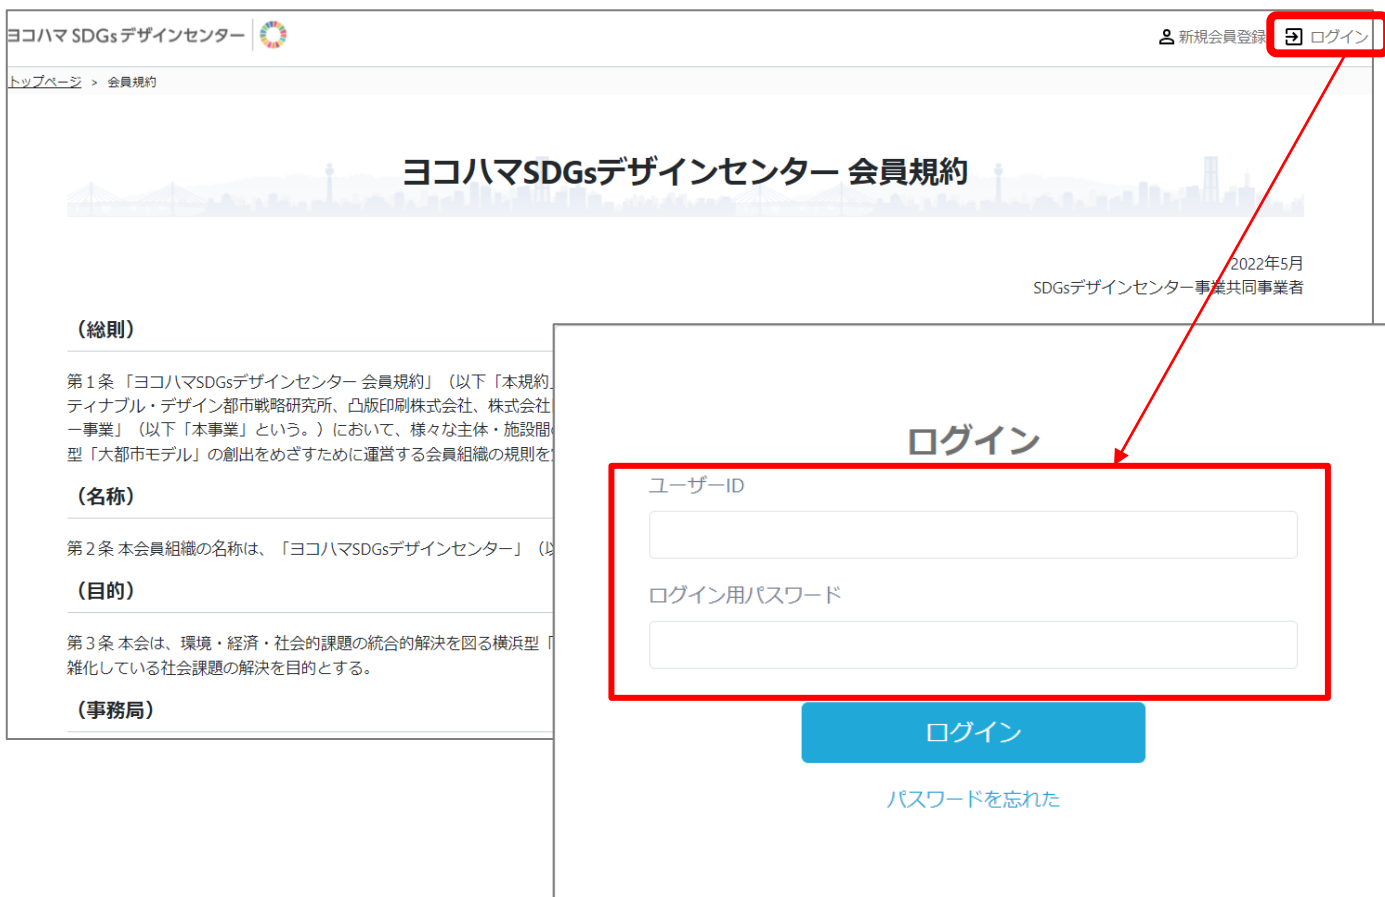 ヨコハマ SDGs デザインセンター
新規会員登録
ログイン
トップページ > 会員規約
ヨコハマSDGsデザインセンター 会員規約
2022年5月
SDGsデザインセンター事業共同事業者
（総則）
第1条 「ヨコハマSDGsデザインセンター 会員規約」（以下「本規約」
ティナブル・デザイン都市戦略研究所、凸版印刷株式会社、株式会社
ー事業」（以下「本事業」という。）において、様々な主体・施設間
型「大都市モデル」の創出をめざすために運営する会員組織の規則を
（名称）
第2条 本会員組織の名称は、「ヨコハマSDGsデザインセンター」（以
（目的）
第3条 本会は、環境・経済・社会的課題の統合的解決を図る横浜型「
雑化している社会課題の解決を目的とする。
（事務局）
ログイン
ユーザーID
ログイン用パスワード
ログイン
パスワードを忘れた